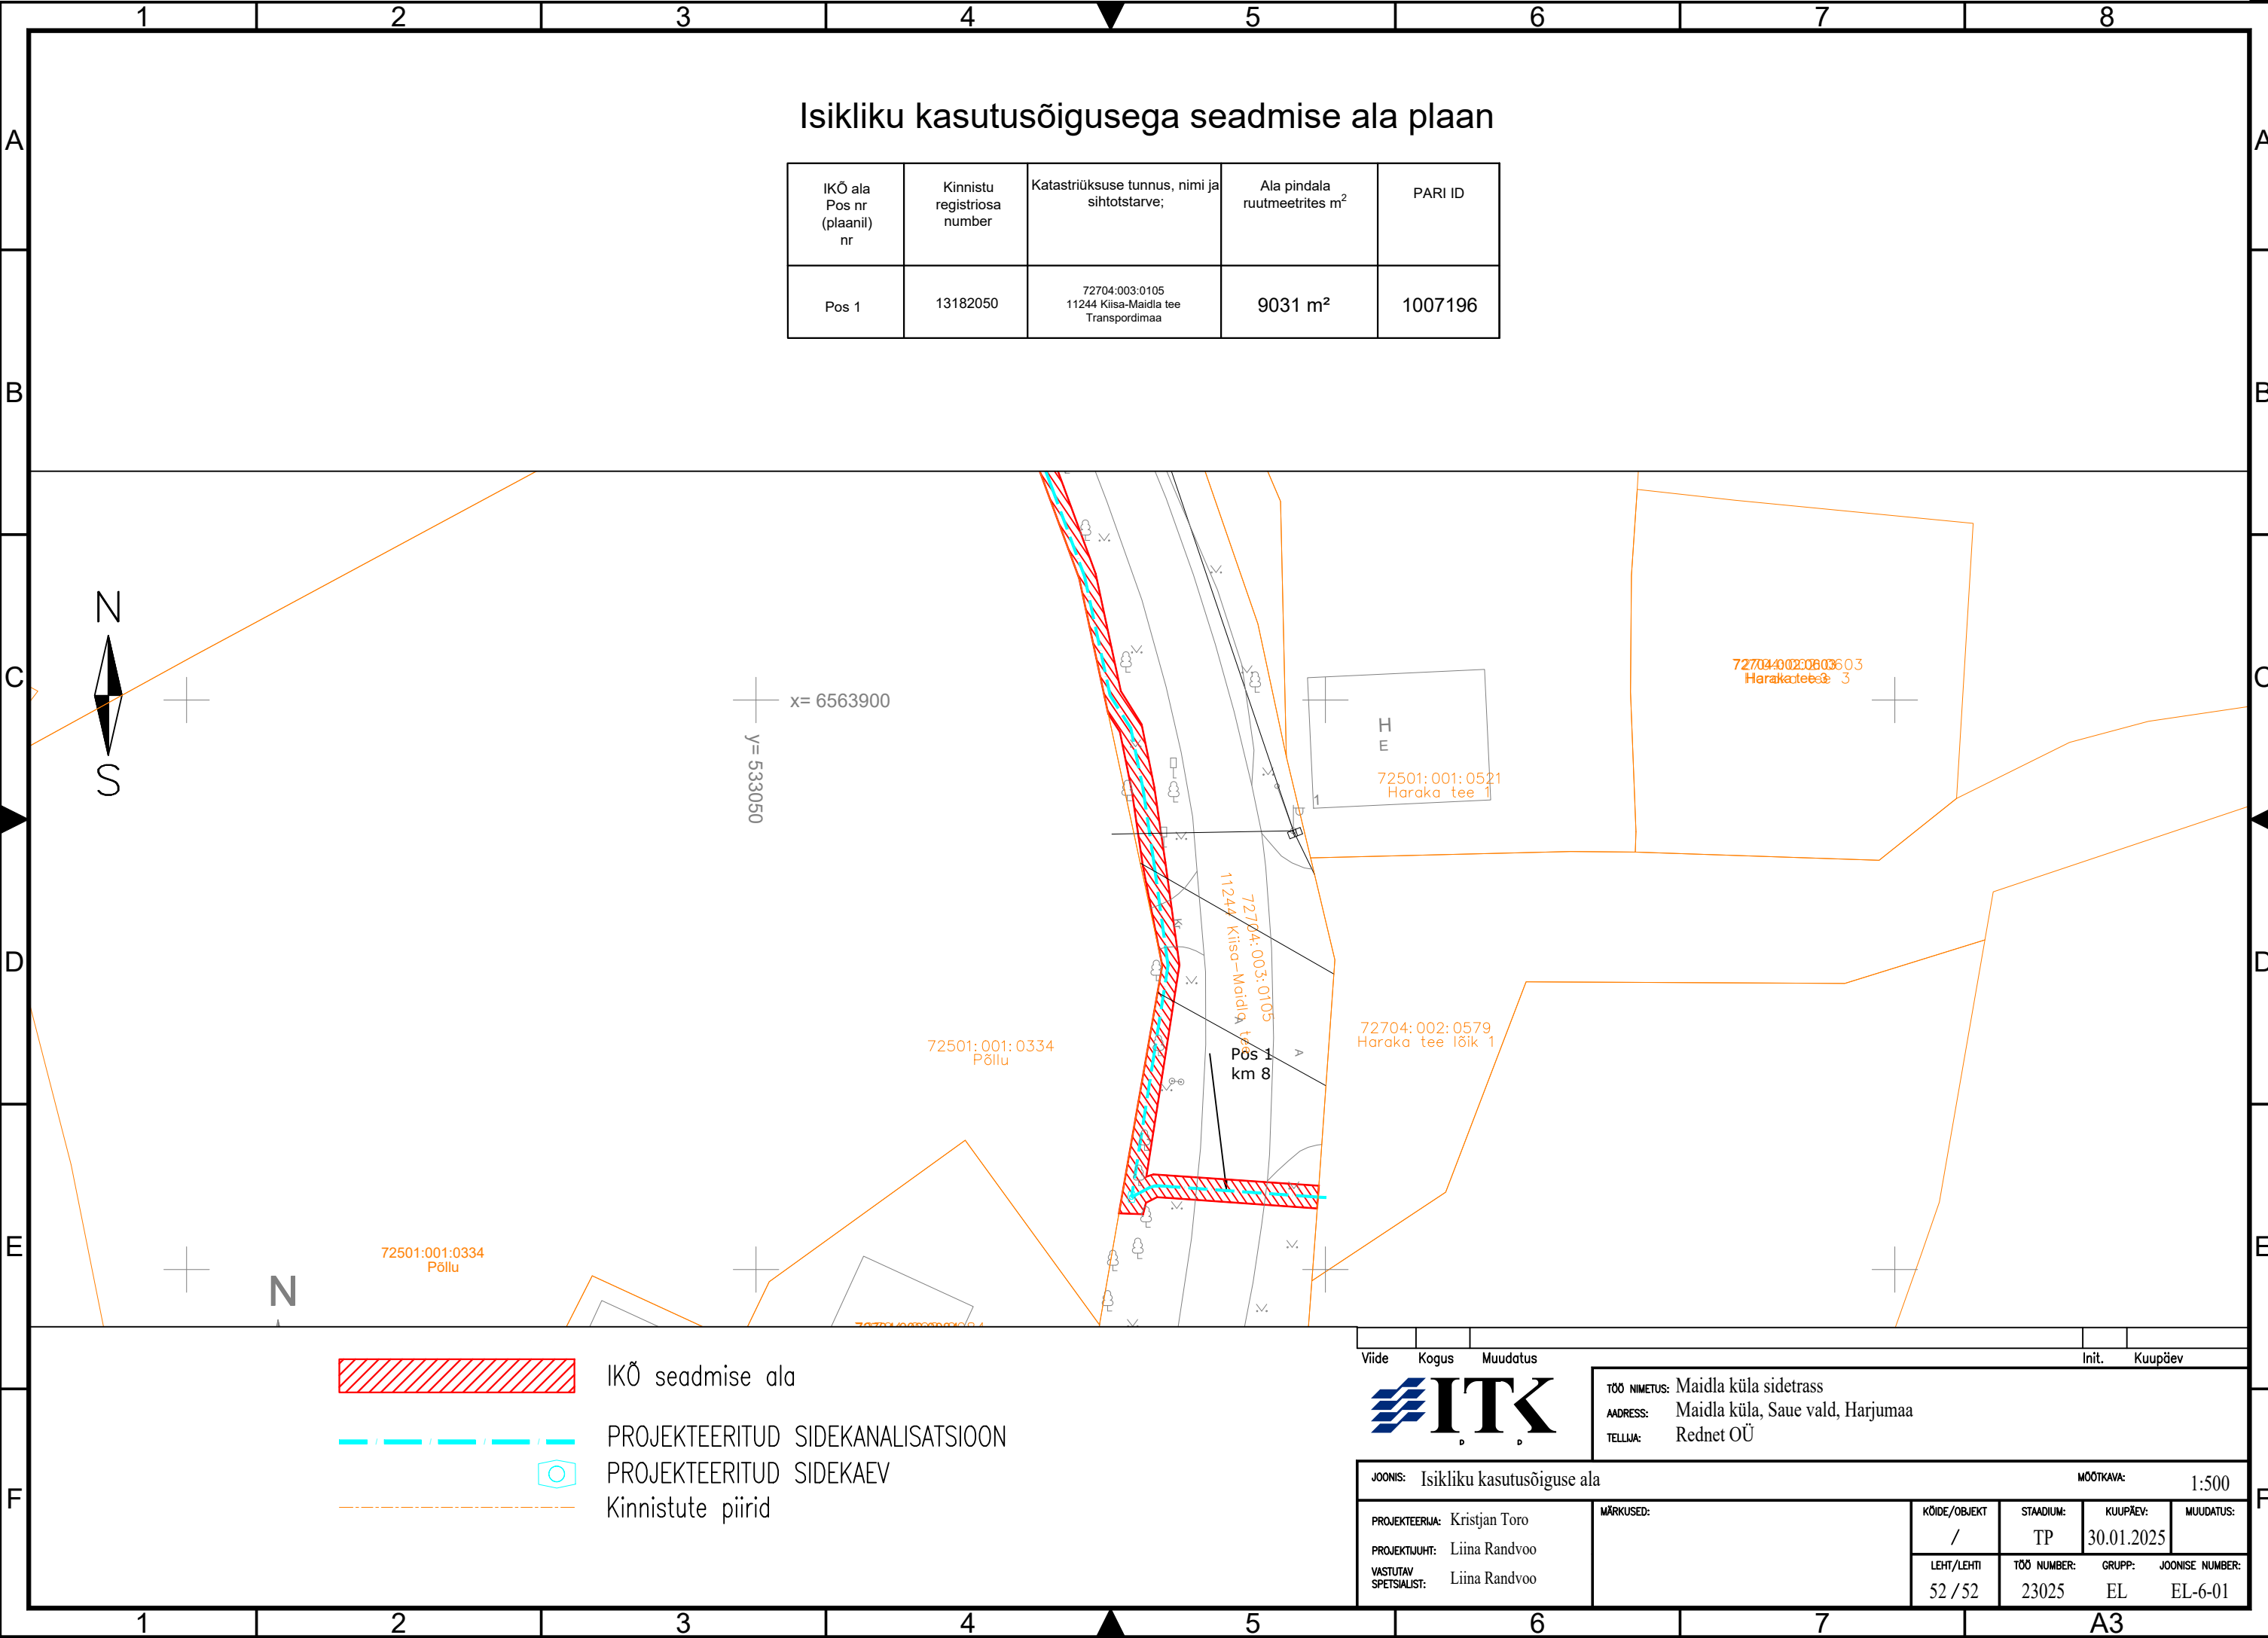 1 2 3 4 5 6 7 8
A A
B B
C C
D D
E E
F F
Isikliku kasutusõigusega seadmise ala plaan
IKÕ ala
Pos nr
(plaanil)
nr
Kinnistu
registriosa
number
Katastriüksuse tunnus, nimi ja
sihtotstarve;
Ala pindala
ruutmeetrites m²
PARI ID
Pos 1
13182050
72704:003:0105
11244 Kiisa-Maidla tee
Transpordimaa
9031 m²
1007196
N
S
x= 6563900
y= 533050
72704:002:0603
Haraka tee 3
H
E
1
72501:001:0521
Haraka tee 1
Kr
72704:003:0105
11244 Kiisa-Maidla tee
A
A
72704:002:0579
Haraka tee lõik 1
72501:001:0334
Põllu
Pos 1
km 8
72501:001:0334
Põllu
N
IKÕ seadmise ala
PROJEKTEERITUD SIDEKANALISATSIOON
PROJEKTEERITUD SIDEKAEV
Kinnistute piirid
Viide Kogus Muudatus Init. Kuupäev
ITK
D D
TÖÖ NIMETUS: Maidla küla sidetrass
AADRESS: Maidla küla, Saue vald, Harjumaa
TELLIJA: Rednet OÜ
JOONIS: Isikliku kasutusõiguse ala
MÕÕTKAVA: 1:500
PROJEKTEERIJA: Kristjan Toro
PROJEKTIJUHT: Liina Randvoo
VASTUTAV
SPETSIALIST: Liina Randvoo
MÄRKUSED:
KÖIDE/OBJEKT STAADIUM: KUUPÄEV: MUUDATUS:
/ TP 30.01.2025
LEHT/LEHTI TÖÖ NUMBER: GRUPP: JOONISE NUMBER:
52 / 52 23025 EL EL-6-01
1 2 3 4 5 6 7 A3